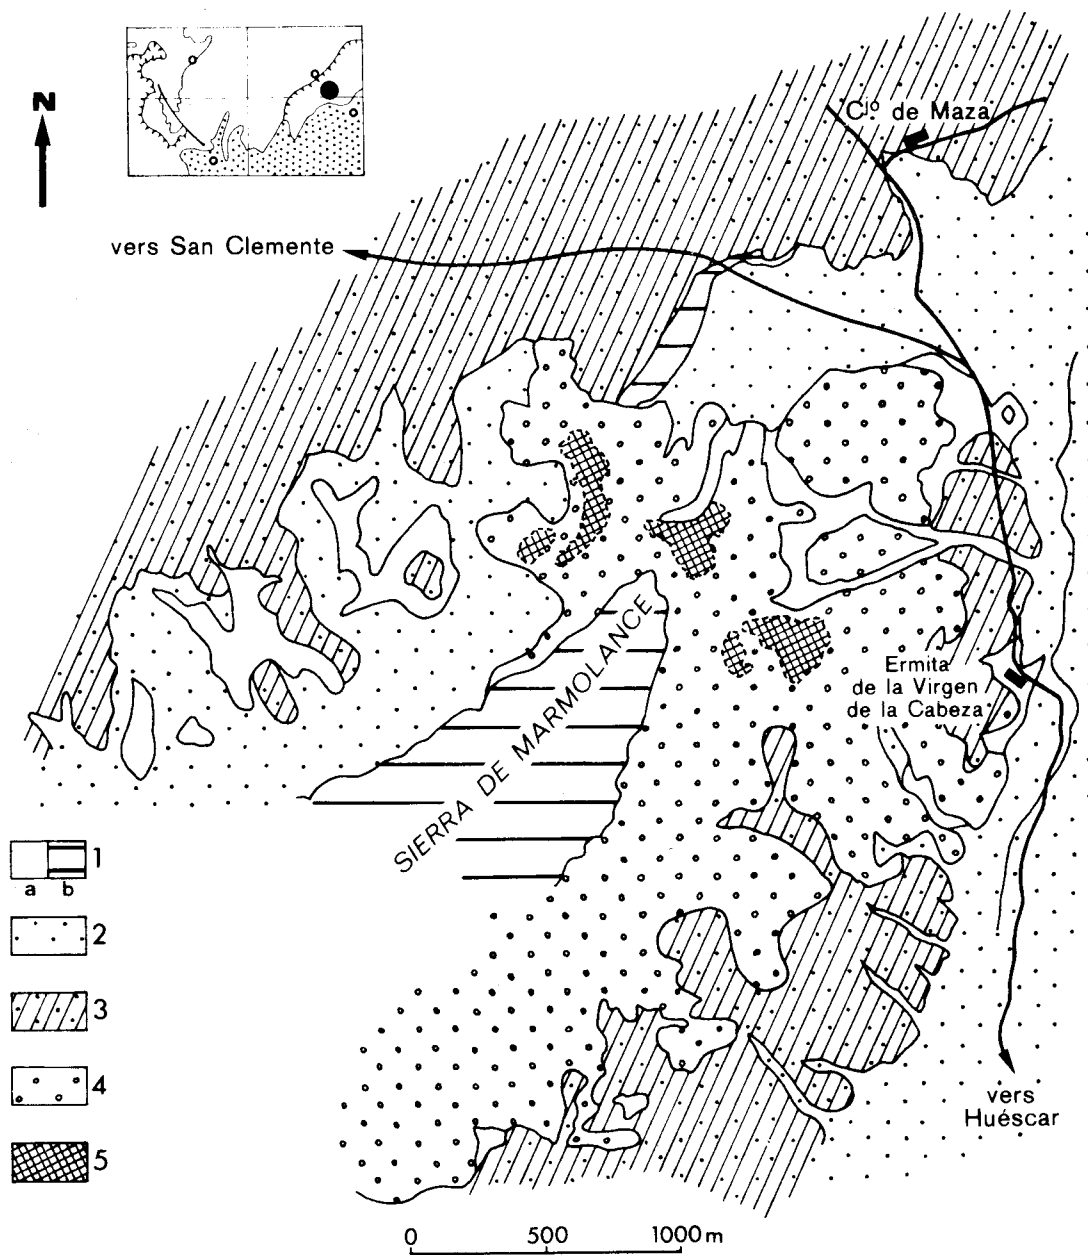 N
Cjº. de Maza
vers San Clemente
SIERRA DE MARMOLANCE
Ermita
de la Virgen
de la Cabeza
1
a b
2
3
4
5
vers
Huéscar
0 500 1000 m